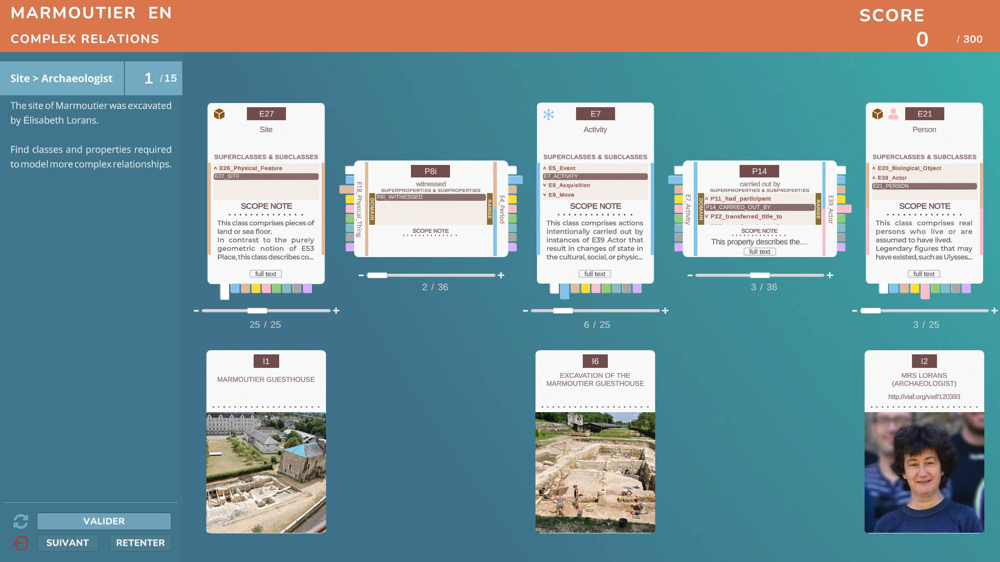 MARMOUTIER EN
COMPLEX RELATIONS
SCORE
0 / 300
Site > Archaeologist
1 / 15
The site of Marmoutier was excavated
by Élisabeth Lorans.
Find classes and properties required
to model more complex relationships.
E27
Site
SUPERCLASSES & SUBCLASSES
^ E26_Physical_Feature
E27_SITE
SCOPE NOTE
This class comprises pieces of
land or sea floor.
In contrast to the purely
geometric notion of E53
Place, this class describes co...
full text
- +
25 / 25
P8i
witnessed
SUPERPROPERTIES & SUBPROPERTIES
E18_Physical_Thing
DOMAIN
P8I_WITNESSED
RANGE
E4_Period
SCOPE NOTE
- +
2 / 36
E7
Activity
SUPERCLASSES & SUBCLASSES
^ E5_Event
E7_ACTIVITY
v E8_Acquisition
v E9_Move
SCOPE NOTE
This class comprises actions
intentionally carried out by
instances of E39 Actor that
result in changes of state in
the cultural, social, or physic...
full text
- +
6 / 25
P14
carried out by
SUPERPROPERTIES & SUBPROPERTIES
E7_Activity
DOMAIN
^ P11_had_participant
P14_CARRIED_OUT_BY
v P22_transferred_title_to
RANGE
E39_Actor
SCOPE NOTE
This property describes the...
full text
- +
3 / 36
E21
Person
SUPERCLASSES & SUBCLASSES
^ E20_Biological_Object
^ E39_Actor
E21_PERSON
SCOPE NOTE
This class comprises real
persons who live or are
assumed to have lived.
Legendary figures that may
have existed, such as Ulysses...
full text
- +
3 / 25
I1
MARMOUTIER GUESTHOUSE
I6
EXCAVATION OF THE
MARMOUTIER GUESTHOUSE
I2
MRS LORANS
(ARCHAEOLOGIST)
http://viaf.org/viaf/120393
VALIDER
SUIVANT
RETENTER